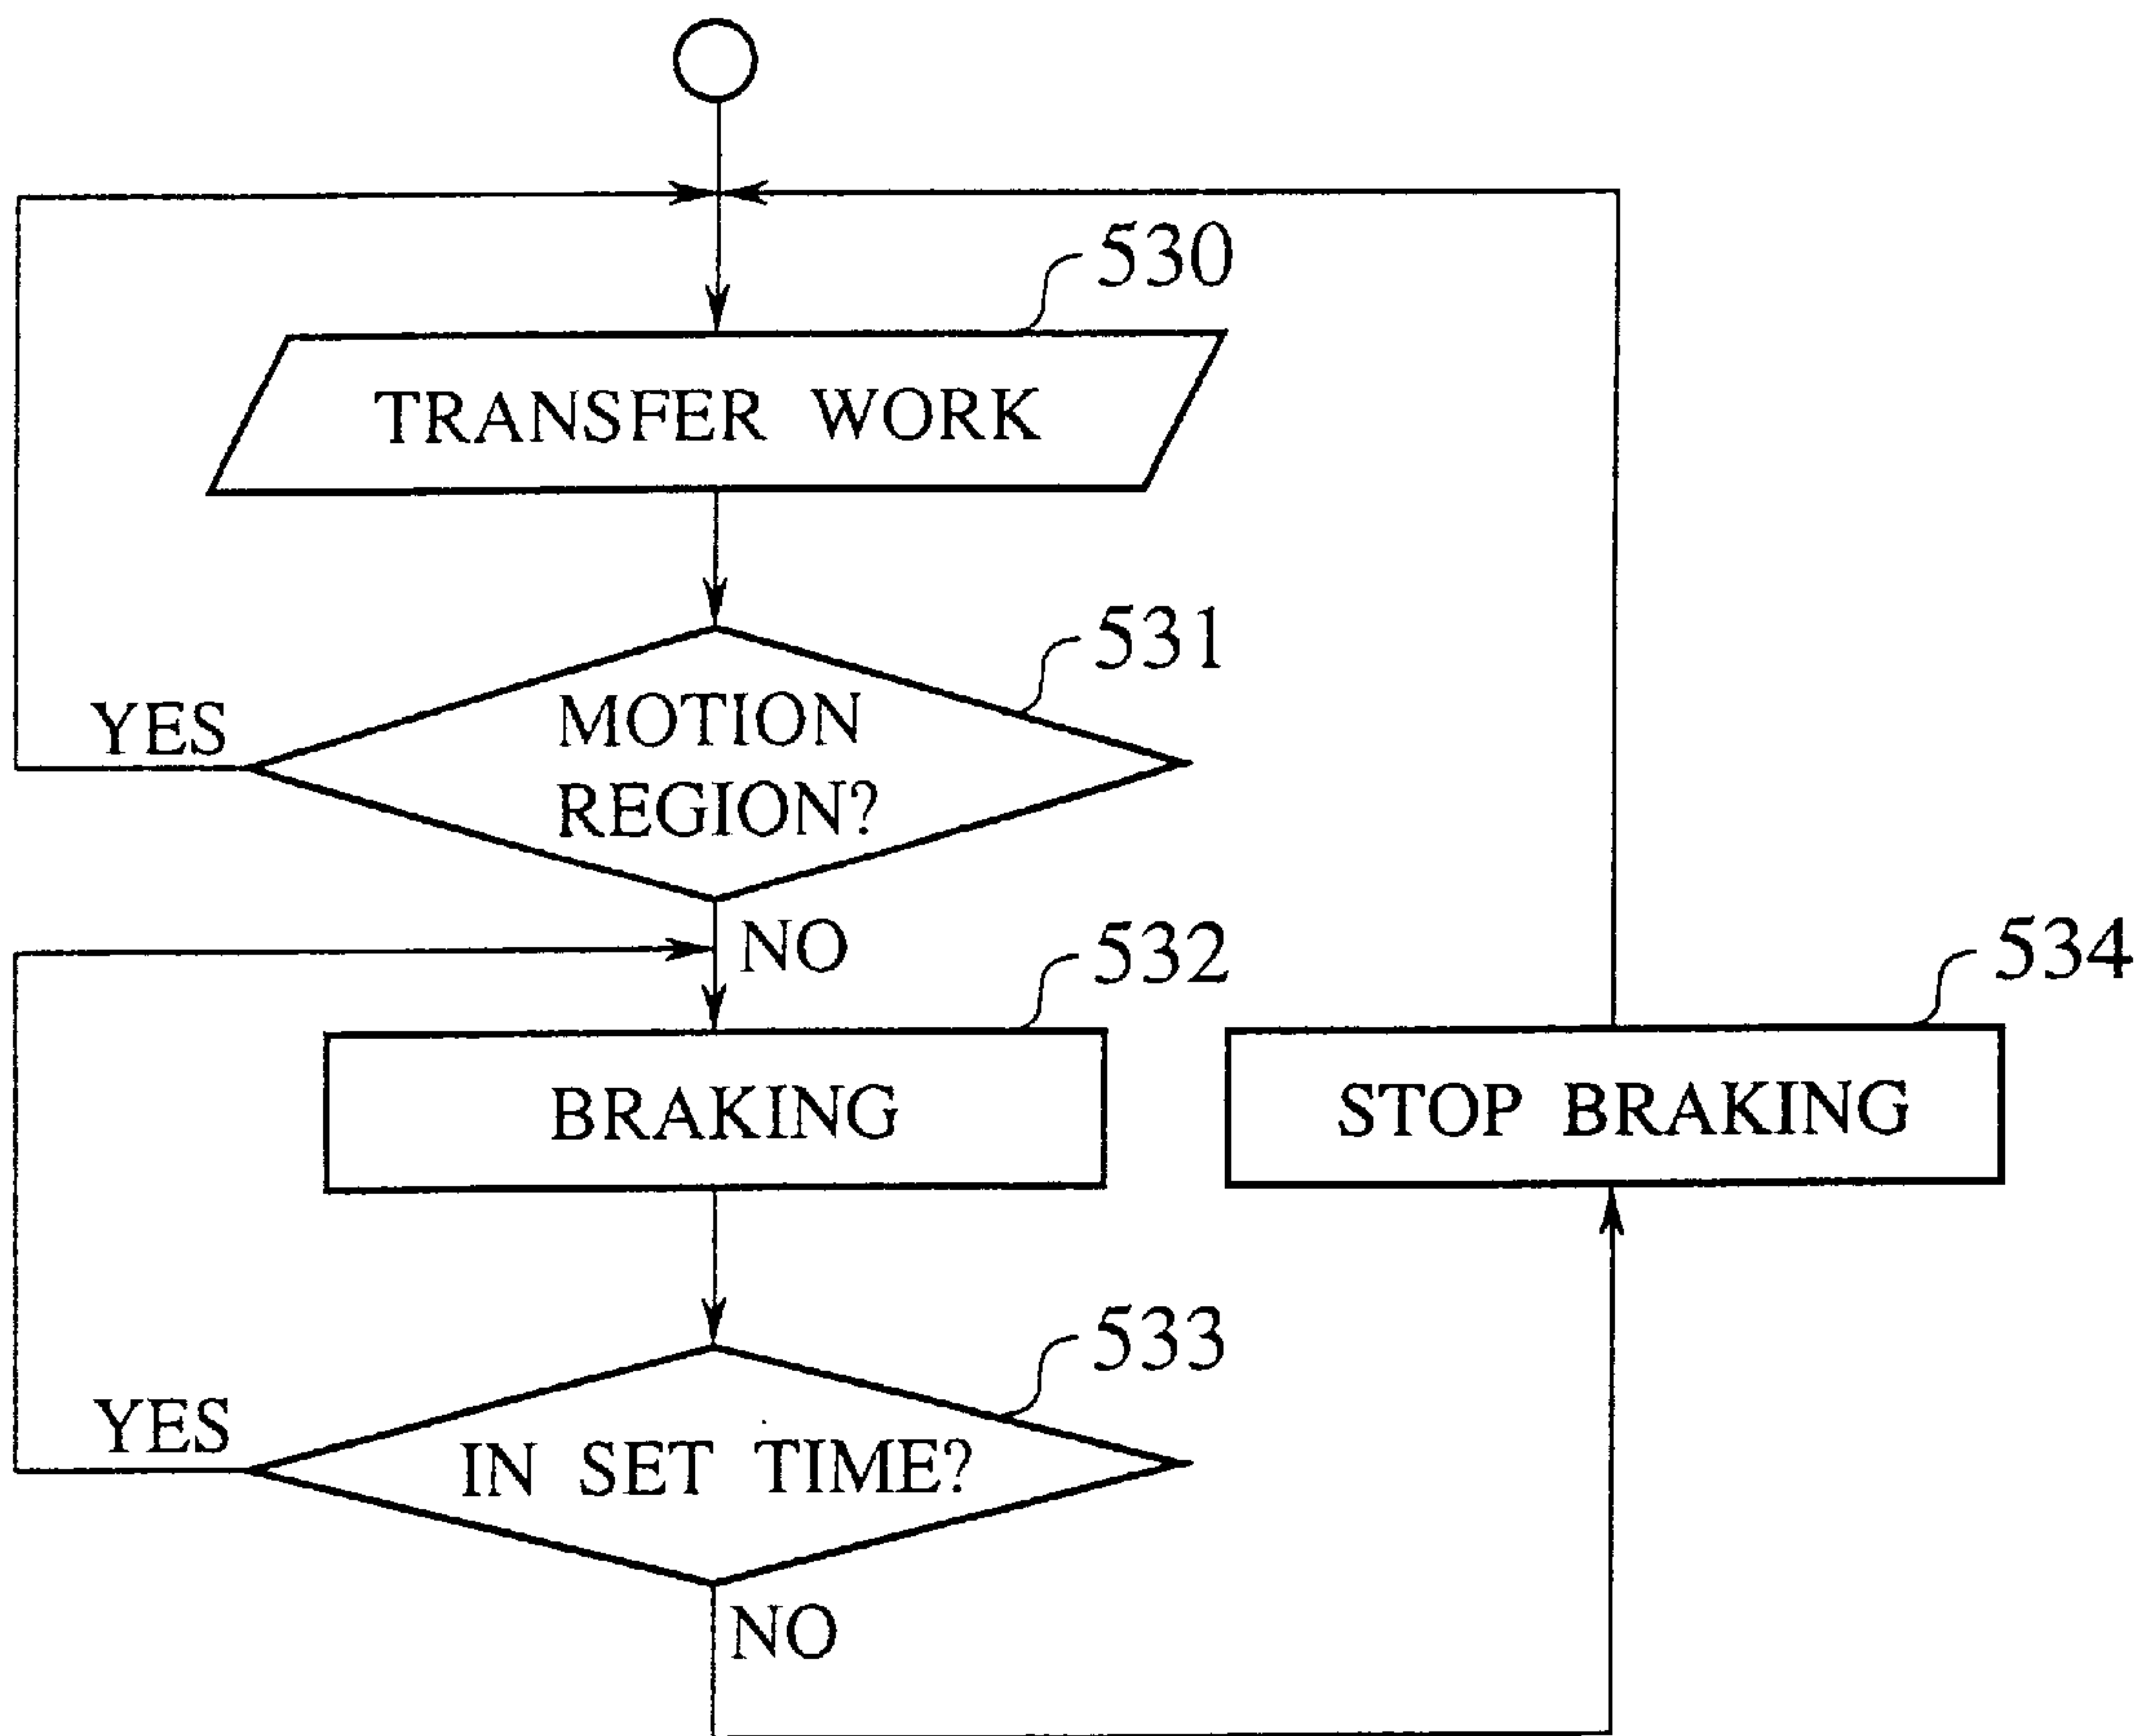 530
TRANSFER WORK
531
MOTION
REGION?
YES
NO
532
BRAKING
534
STOP BRAKING
533
IN SET TIME?
YES
NO